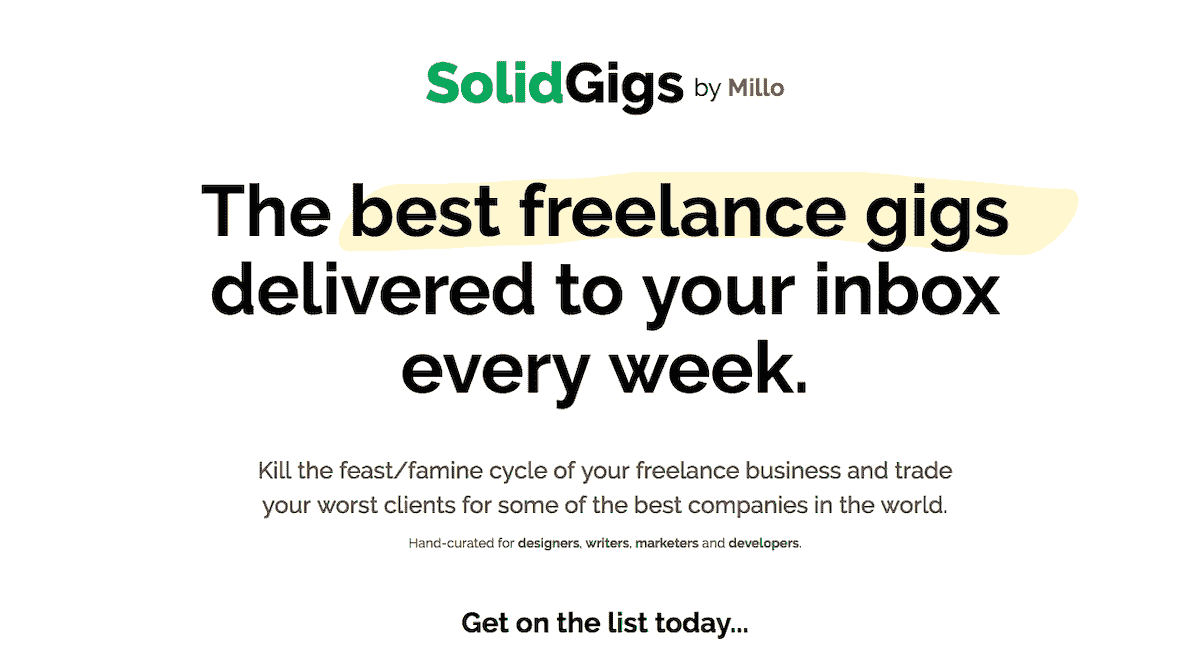 SolidGigs by Millo
The best freelance gigs
delivered to your inbox
every week.
Kill the feast/famine cycle of your freelance business and trade
your worst clients for some of the best companies in the world.
Hand-curated for designers, writers, marketers and developers.
Get on the list today...